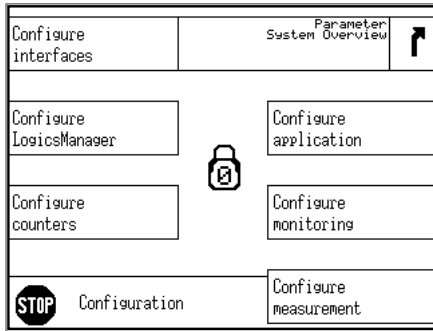 Configure
interfaces
Parameter
System Overview
Configure
LogicsManager
Configure
application
0
Configure
counters
Configure
monitoring
STOP
Configuration
Configure
measurement